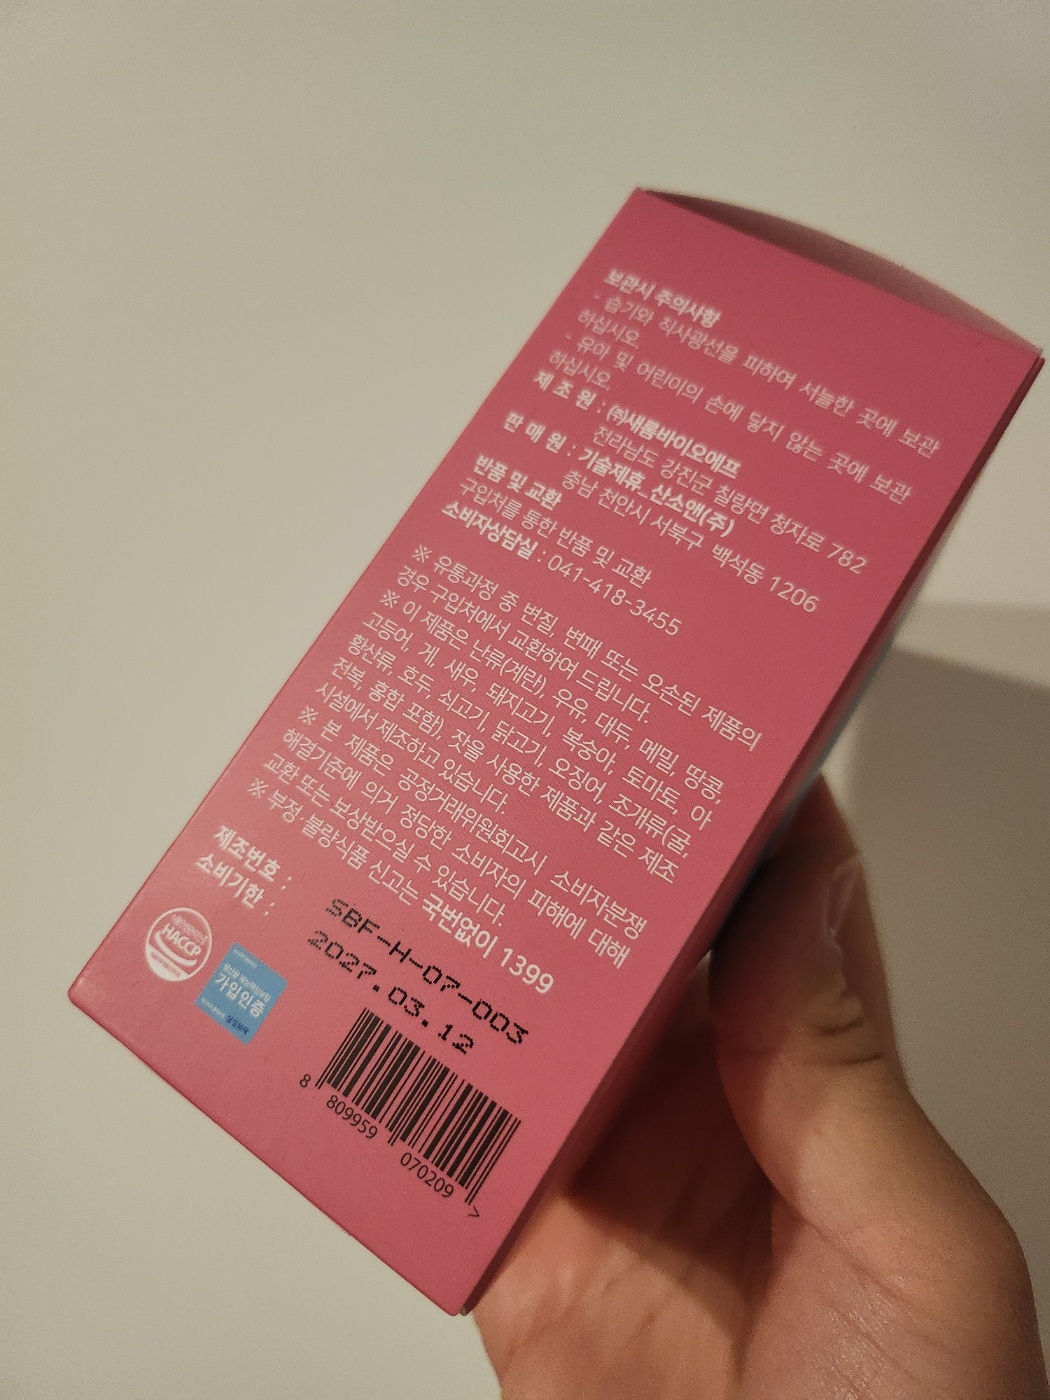 보관시 주의사항
- 습기와 직사광선을 피하여 서늘한 곳에 보관
하십시오.
- 유아 및 어린이의 손에 닿지 않는 곳에 보관
하십시오.
제 조 원 : ㈜새롬바이오에프
전라남도 강진군 칠량면 청자로 782
판 매 원 : 기술제휴_산소앤(주)
충남 천안시 서북구 백석동 1206
반품 및 교환
구입처를 통한 반품 및 교환
소비자상담실 : 041-418-3455
※ 유통과정 중 변질, 변패 또는 오손된 제품의
경우 구입처에서 교환하여 드립니다.
※ 이 제품은 난류(계란), 우유, 대두, 메밀, 땅콩,
고등어, 게, 새우, 돼지고기, 복숭아, 토마토, 아
황산류, 호두, 쇠고기, 닭고기, 오징어, 조개류(굴,
전복, 홍합 포함), 잣을 사용한 제품과 같은 제조
시설에서 제조하고 있습니다.
※ 본 제품은 공정거래위원회고시 소비자분쟁
해결기준에 의거 정당한 소비자의 피해에 대해
교환 또는 보상받으실 수 있습니다.
※ 부정, 불량식품 신고는 국번없이 1399
제조번호 : SBF-H-07-003
소비기한 : 2027.03.12
HACCP
가입인증
8 809959 070209 >